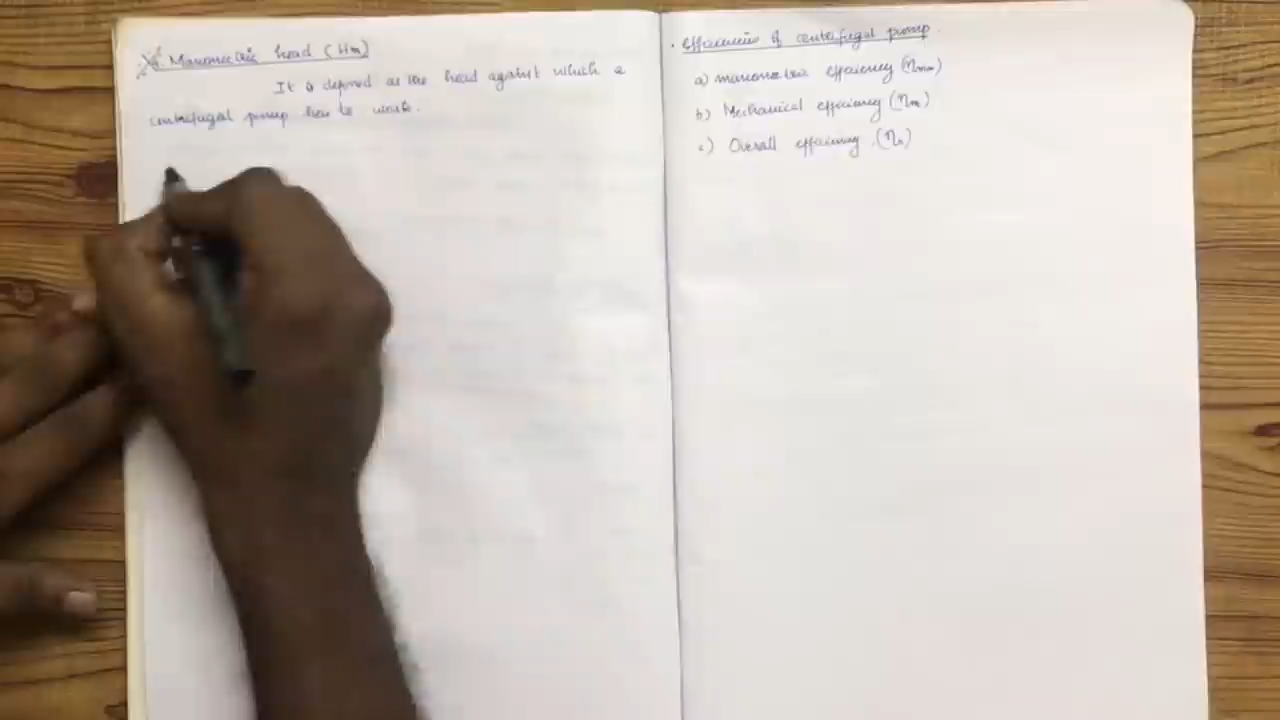 Manometric head (Hm)
It is defined as the head against which a
centrifugal pump has to work.
Efficiencies of centrifugal pump.
a) manometric efficiency (ηman)
b) Mechanical efficiency (ηm)
c) Overall efficiency (ηo)